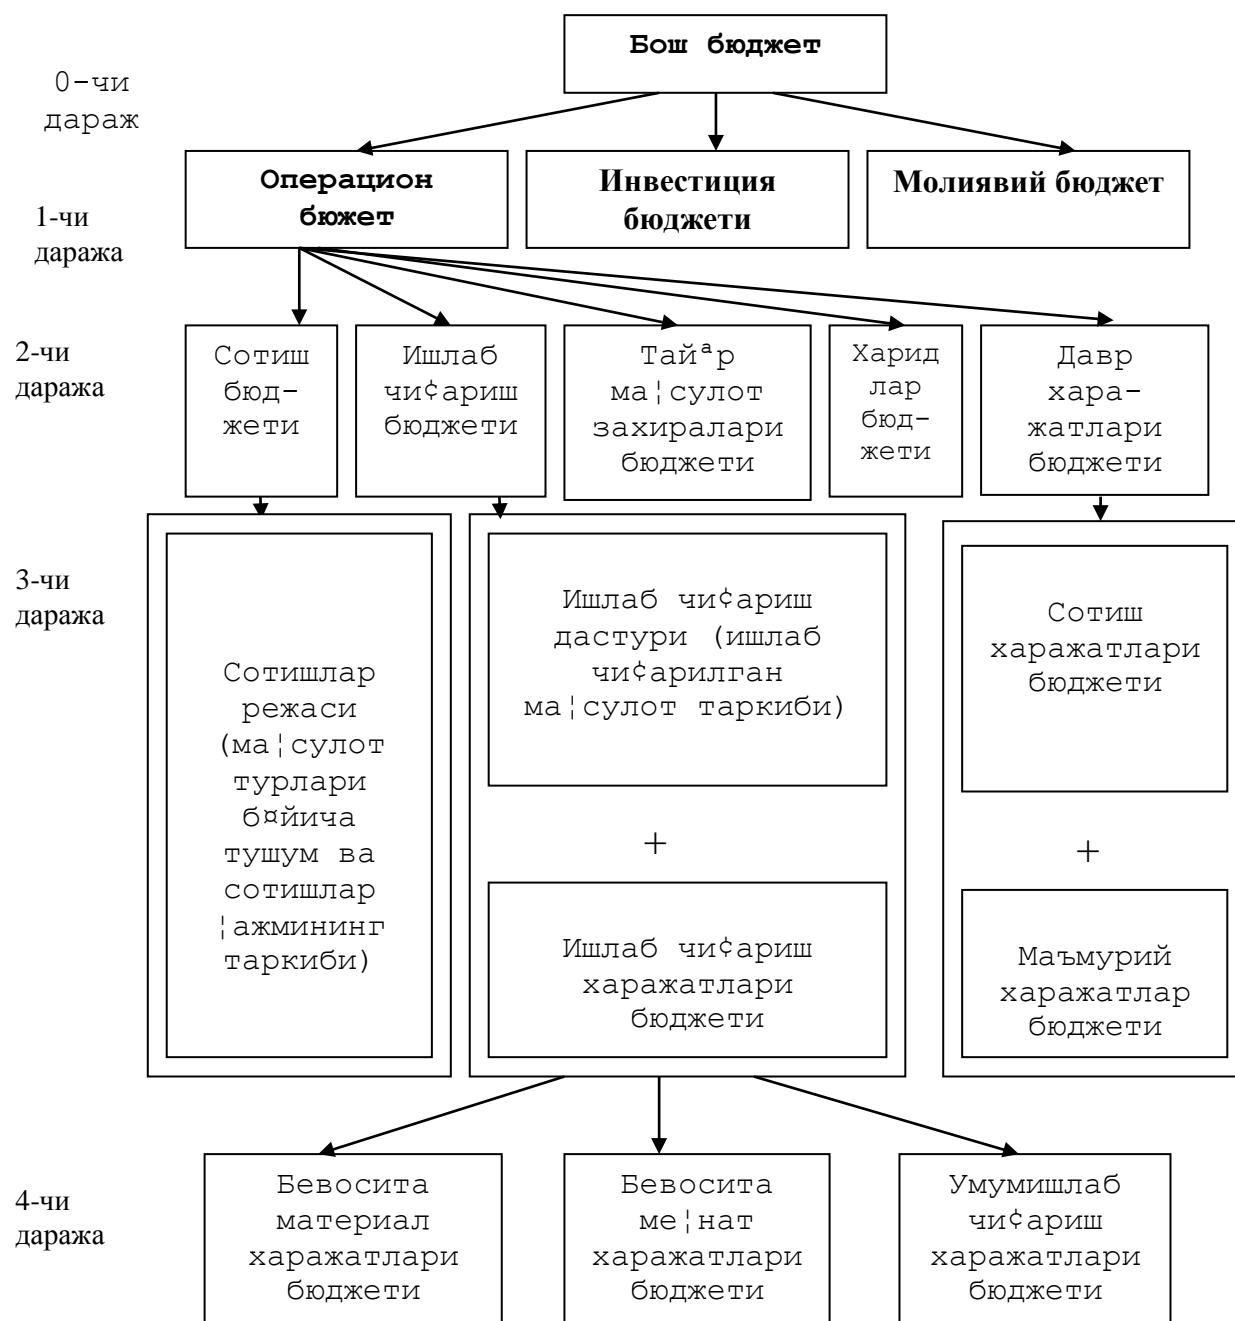 Бош бюджет
0-чи
дараж
Операцион
бюжет
Инвестиция
бюджети
Молиявий бюджет
1-чи
даража
2-чи
даража
Сотиш
бюд-
жети
Ишлаб
чи¢ариш
бюджети
Тайªр
ма¦сулот
захиралари
бюджети
Харид
лар
бюд-
жети
Давр
хара-
жатлари
бюджети
3-чи
даража
Сотишлар
режаси
(ма¦сулот
турлари
б¤йича
тушум ва
сотишлар
¦ажмининг
таркиби)
Ишлаб чи¢ариш
дастури (ишлаб
чи¢арилган
ма¦сулот таркиби)
+
Ишлаб чи¢ариш
харажатлари
бюджети
Сотиш
харажатлари
бюджети
+
Маъмурий
харажатлар
бюджети
4-чи
даража
Бевосита
материал
харажатлари
бюджети
Бевосита
ме¦нат
харажатлари
бюджети
Умумишлаб
чи¢ариш
харажатлари
бюджети